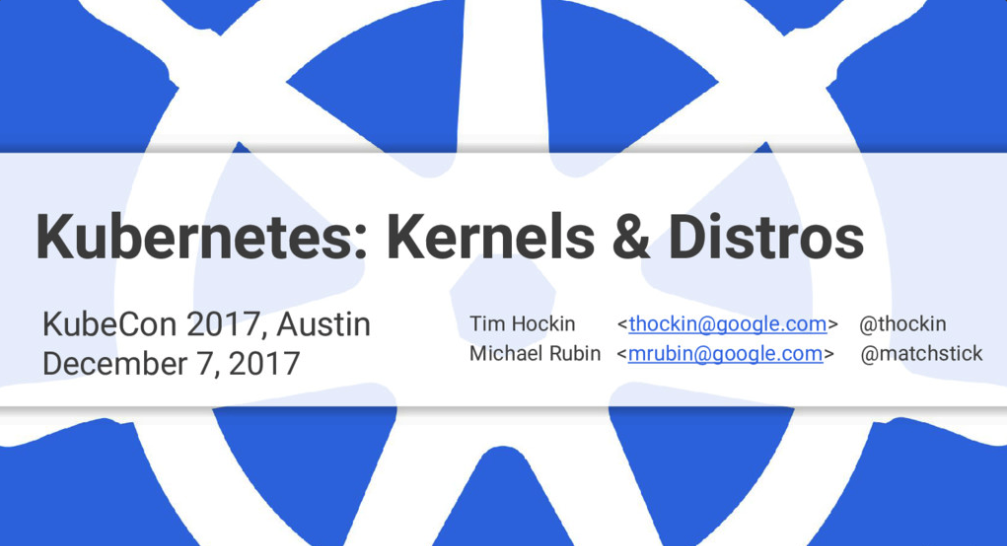 Kubernetes: Kernels & Distros
KubeCon 2017, Austin
December 7, 2017
Tim Hockin <thockin@google.com> @thockin
Michael Rubin <mrubin@google.com> @matchstick